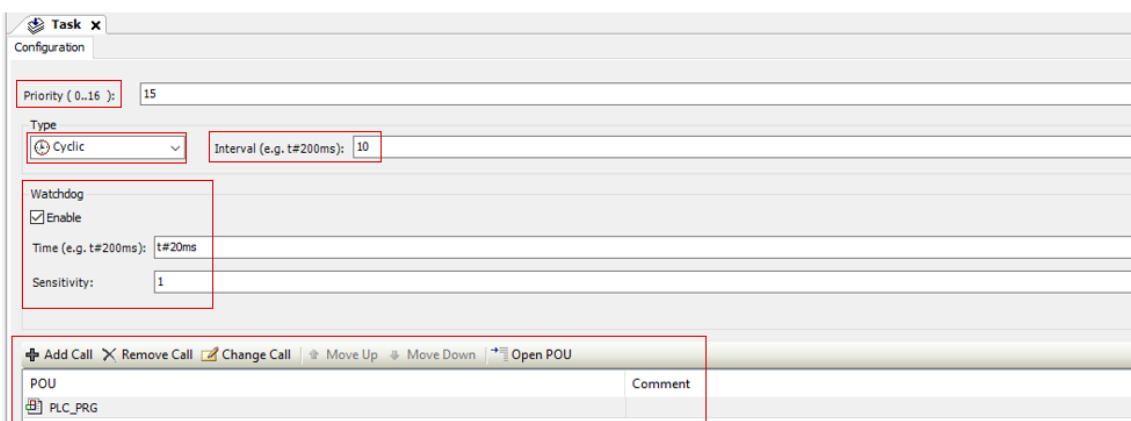 Task x
Configuration
Priority ( 0..16 ): 15
Type
Cyclic Interval (e.g. t#200ms): 10
Watchdog
Enable
Time (e.g. t#200ms): t#20ms
Sensitivity: 1
Add Call Remove Call Change Call Move Up Move Down Open POU
POU Comment
PLC_PRG